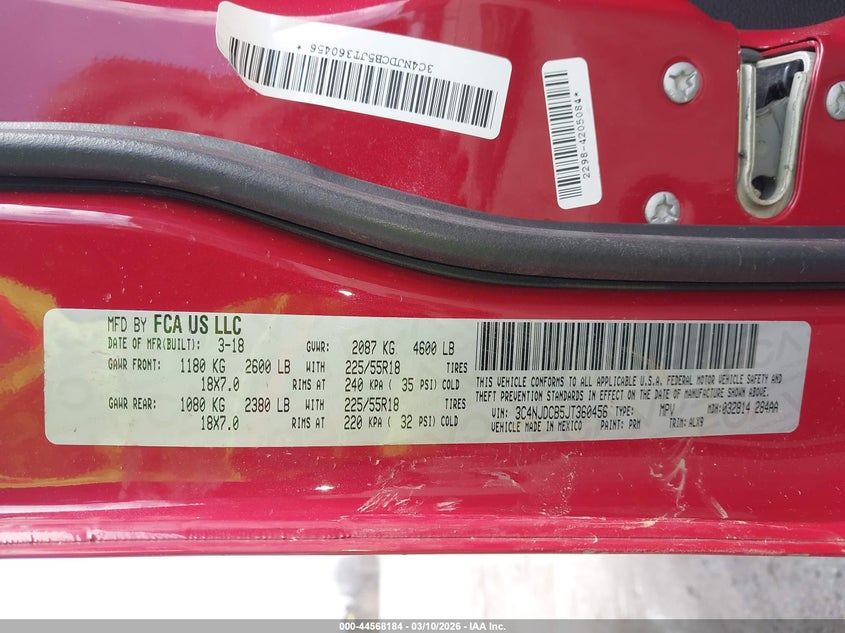 3C4NJDCB5JT360456 *
2298-4205084*
MFD BY FCA US LLC
DATE OF MFR(BUILT): 3-18 GVWR: 2087 KG 4600 LB
GAWR FRONT: 1180 KG 2600 LB WITH 225/55R18 TIRES
18X7.0 RIMS AT 240 KPA ( 35 PSI) COLD
GAWR REAR: 1080 KG 2380 LB WITH 225/55R18 TIRES
18X7.0 RIMS AT 220 KPA ( 32 PSI) COLD
THIS VEHICLE CONFORMS TO ALL APPLICABLE U.S.A. FEDERAL MOTOR VEHICLE SAFETY AND
THEFT PREVENTION STANDARDS IN EFFECT ON THE DATE OF MANUFACTURE SHOWN ABOVE.
VIN: 3C4NJDCB5JT360456 TYPE: MPV MDH: 032814 284AA
VEHICLE MADE IN MEXICO PAINT: PRM TRIM: ALX9
000-44568184 | 03/10/2026 - IAA Inc.